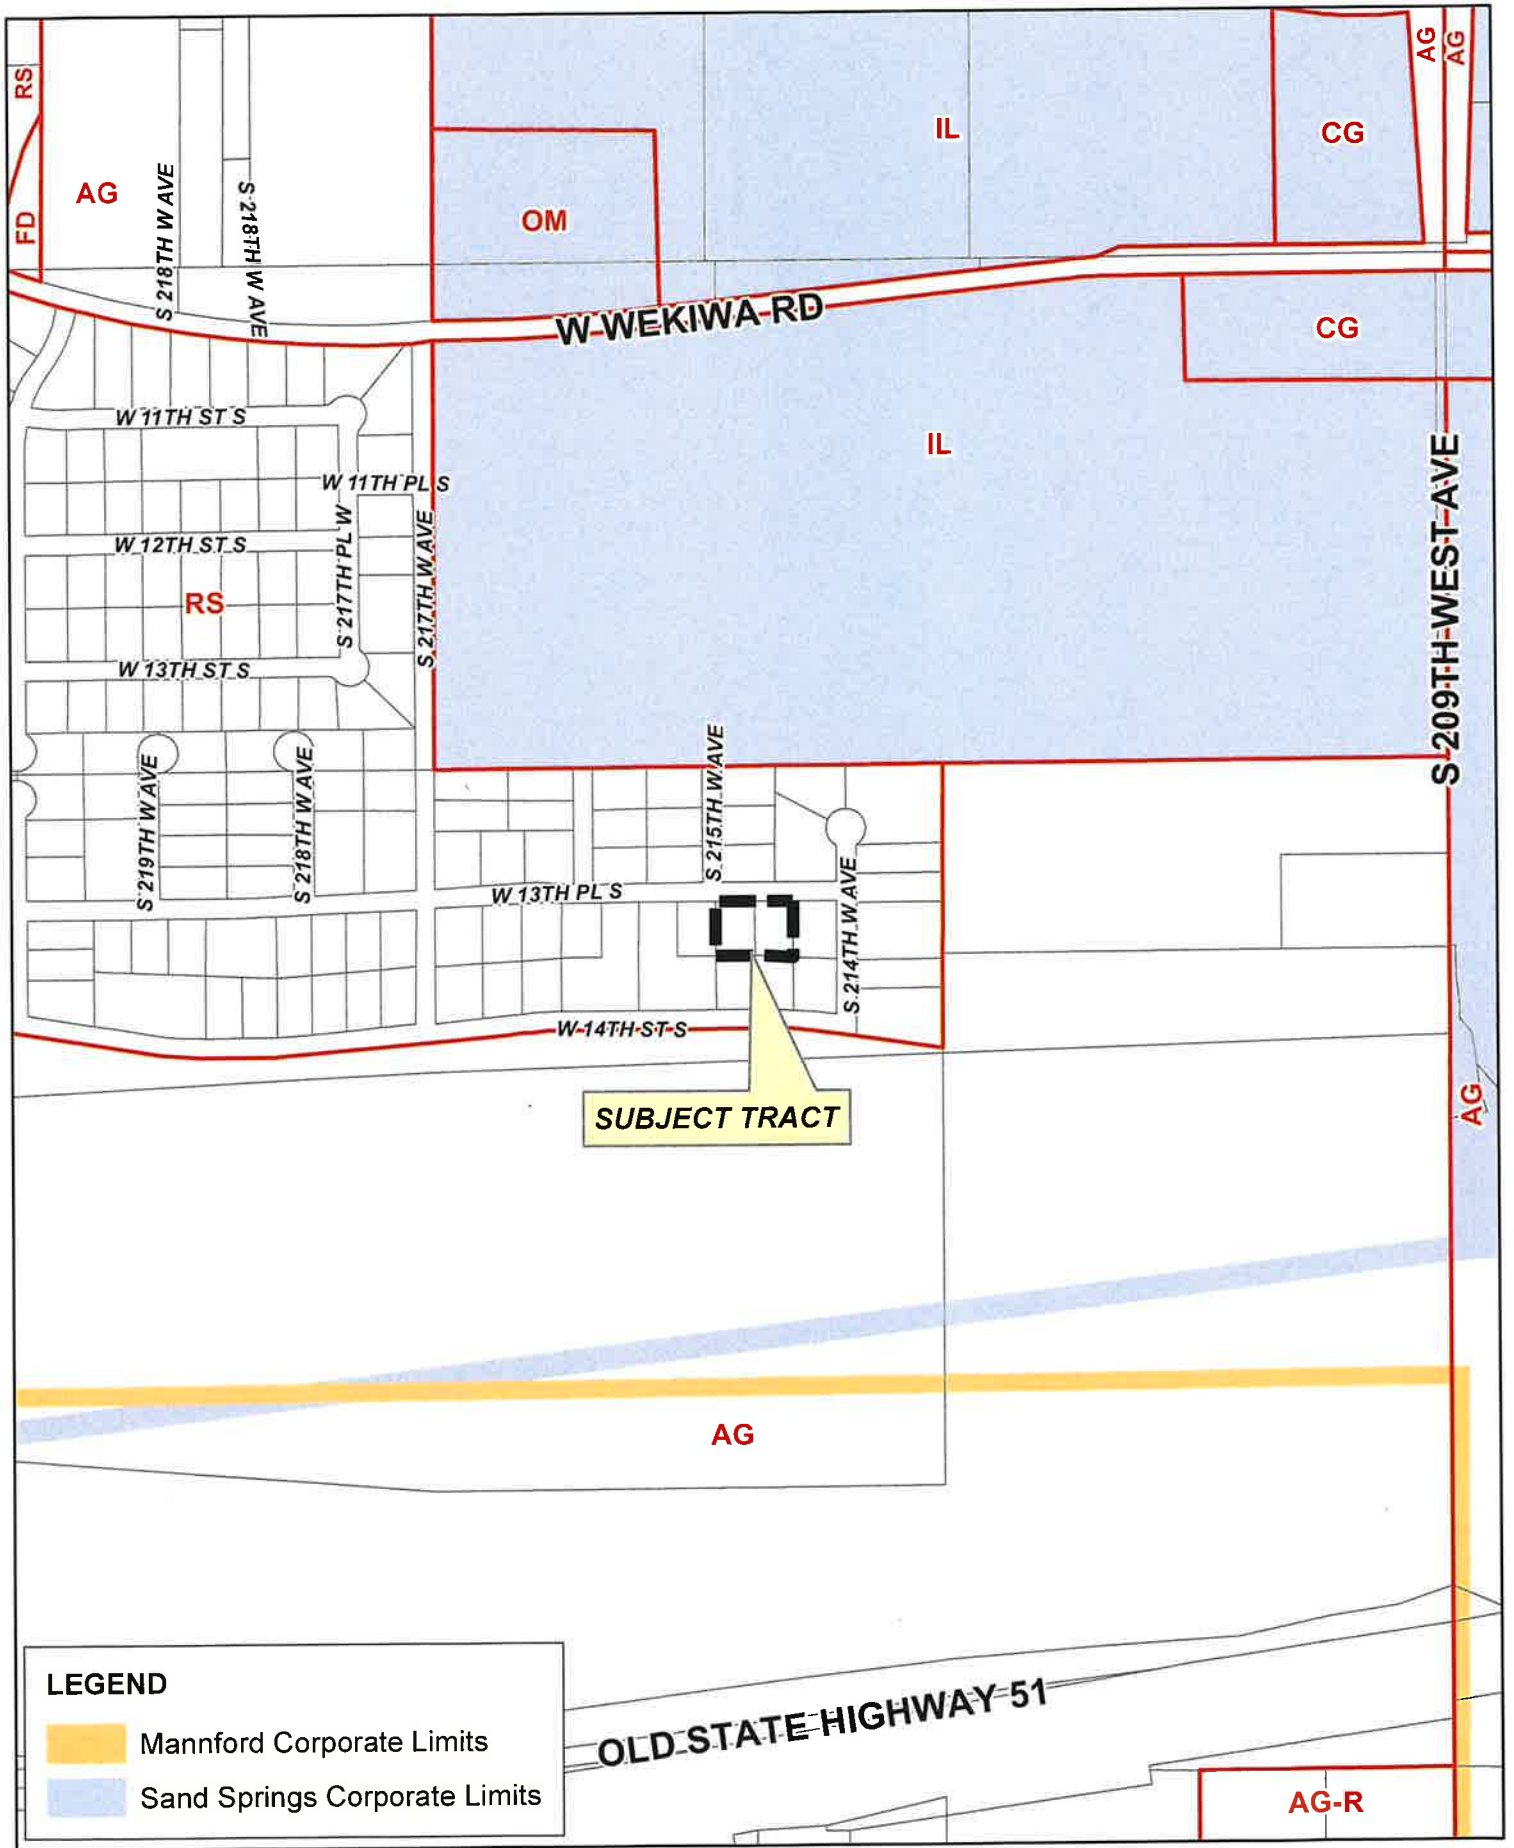 RS
FD
AG
S 218TH W AVE
S 218TH W AVE
OM
IL
CG
AG
AG
W WEKIWA RD
CG
IL
W 11TH ST S
W 11TH PL S
W 12TH ST S
RS
S 217TH PL W
S 217TH W AVE
W 13TH ST S
S 209TH WEST AVE
S 219TH W AVE
S 218TH W AVE
S 215TH W AVE
W 13TH PL S
S 214TH W AVE
W 14TH ST S
SUBJECT TRACT
AG
AG
OLD STATE HIGHWAY 51
AG-R
LEGEND
Mannford Corporate Limits
Sand Springs Corporate Limits